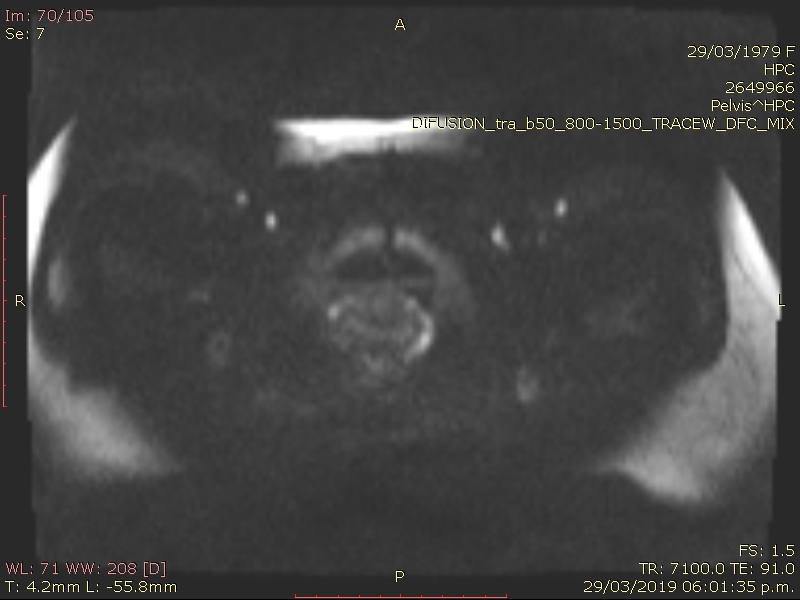 Im: 70/105
Se: 7
A
29/03/1979 F
HPC
2649966
Pelvis^HPC
DIFUSION_tra_b50_800-1500_TRACEW_DFC_MIX
R
L
WL: 71 WW: 208 [D]
T: 4.2mm L: -55.8mm
P
FS: 1.5
TR: 7100.0 TE: 91.0
29/03/2019 06:01:35 p.m.